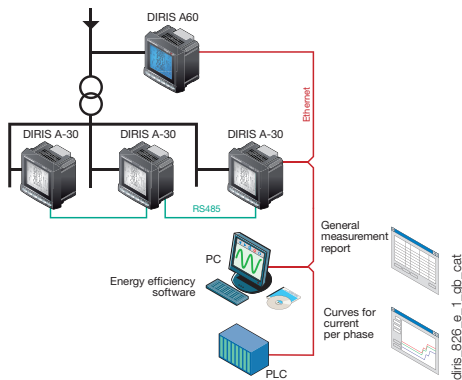 DIRIS A60
Ethernet
DIRIS A-30
DIRIS A-30
DIRIS A-30
RS485
General
measurement
report
PC
Energy efficiency
software
Curves for
current
per phase
PLC
diris_826_e_1_qb_cat